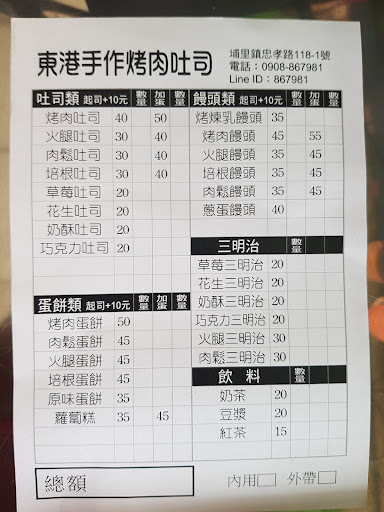 東港手作烤肉吐司
埔里鎮忠孝路118-1號
電話：0908-867981
Line ID：867981
吐司類 起司+10元 數量 加蛋 數量
烤肉吐司 40 50
火腿吐司 30 40
肉鬆吐司 30 40
培根吐司 30 40
草莓吐司 20
花生吐司 20
奶酥吐司 20
巧克力吐司 20
蛋餅類 起司+10元 數量 加蛋 數量
烤肉蛋餅 50
肉鬆蛋餅 45
火腿蛋餅 45
培根蛋餅 45
原味蛋餅 35
蘿蔔糕 35 45
饅頭類 起司+10元 數量 加蛋 數量
烤煉乳饅頭 35
烤肉饅頭 45 55
火腿饅頭 35 45
培根饅頭 35 45
肉鬆饅頭 35 45
蔥蛋饅頭 40
三明治 數量
草莓三明治 20
花生三明治 20
奶酥三明治 20
巧克力三明治 20
火腿三明治 30
肉鬆三明治 30
飲料 數量
奶茶 20
豆漿 20
紅茶 15
總額
內用 外帶